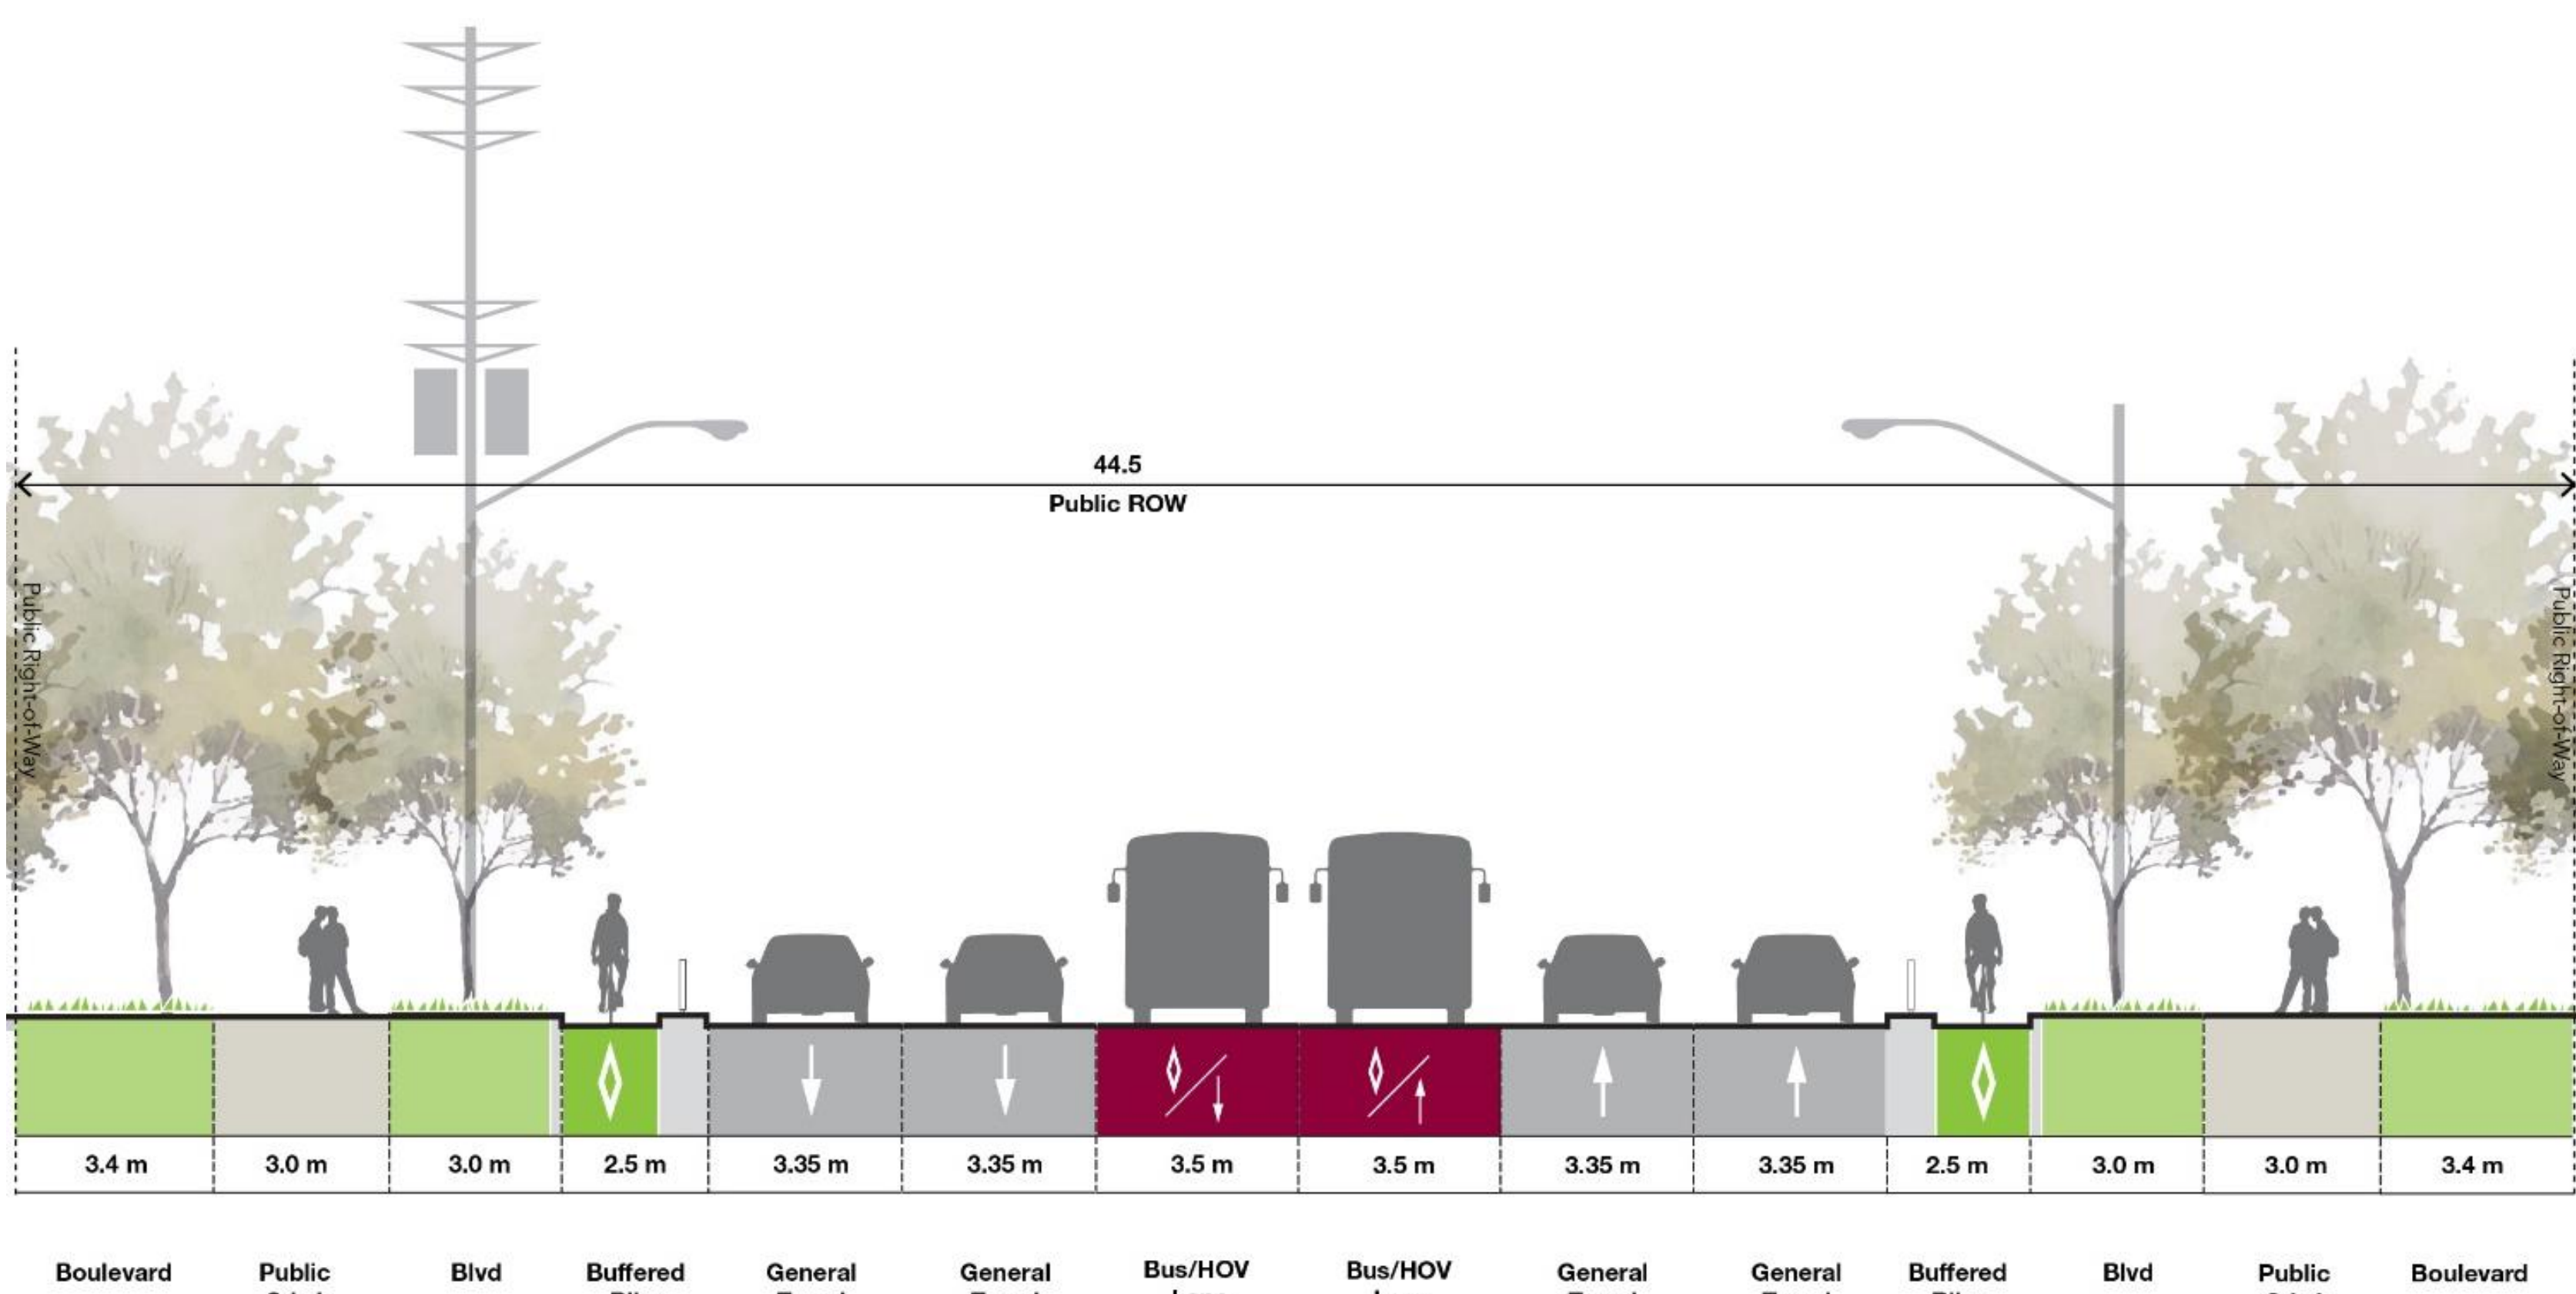 44.5
Public ROW
Public Right-of-Way
Public Right-of-Way
3.4 m 3.0 m 3.0 m 2.5 m 3.35 m 3.35 m 3.5 m 3.5 m 3.35 m 3.35 m 2.5 m 3.0 m 3.0 m 3.4 m
Boulevard Public Blvd Buffered General General Bus/HOV Bus/HOV General General Buffered Blvd Public Boulevard